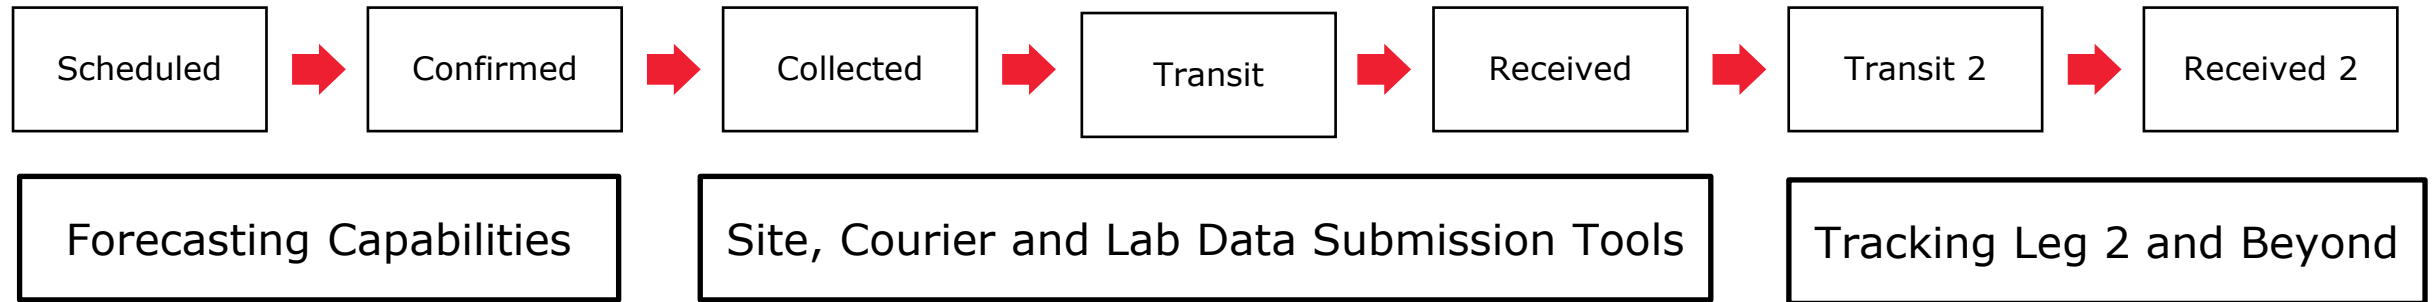 Scheduled
Confirmed
Collected
Transit
Received
Transit 2
Received 2
Forecasting Capabilities
Site, Courier and Lab Data Submission Tools
Tracking Leg 2 and Beyond